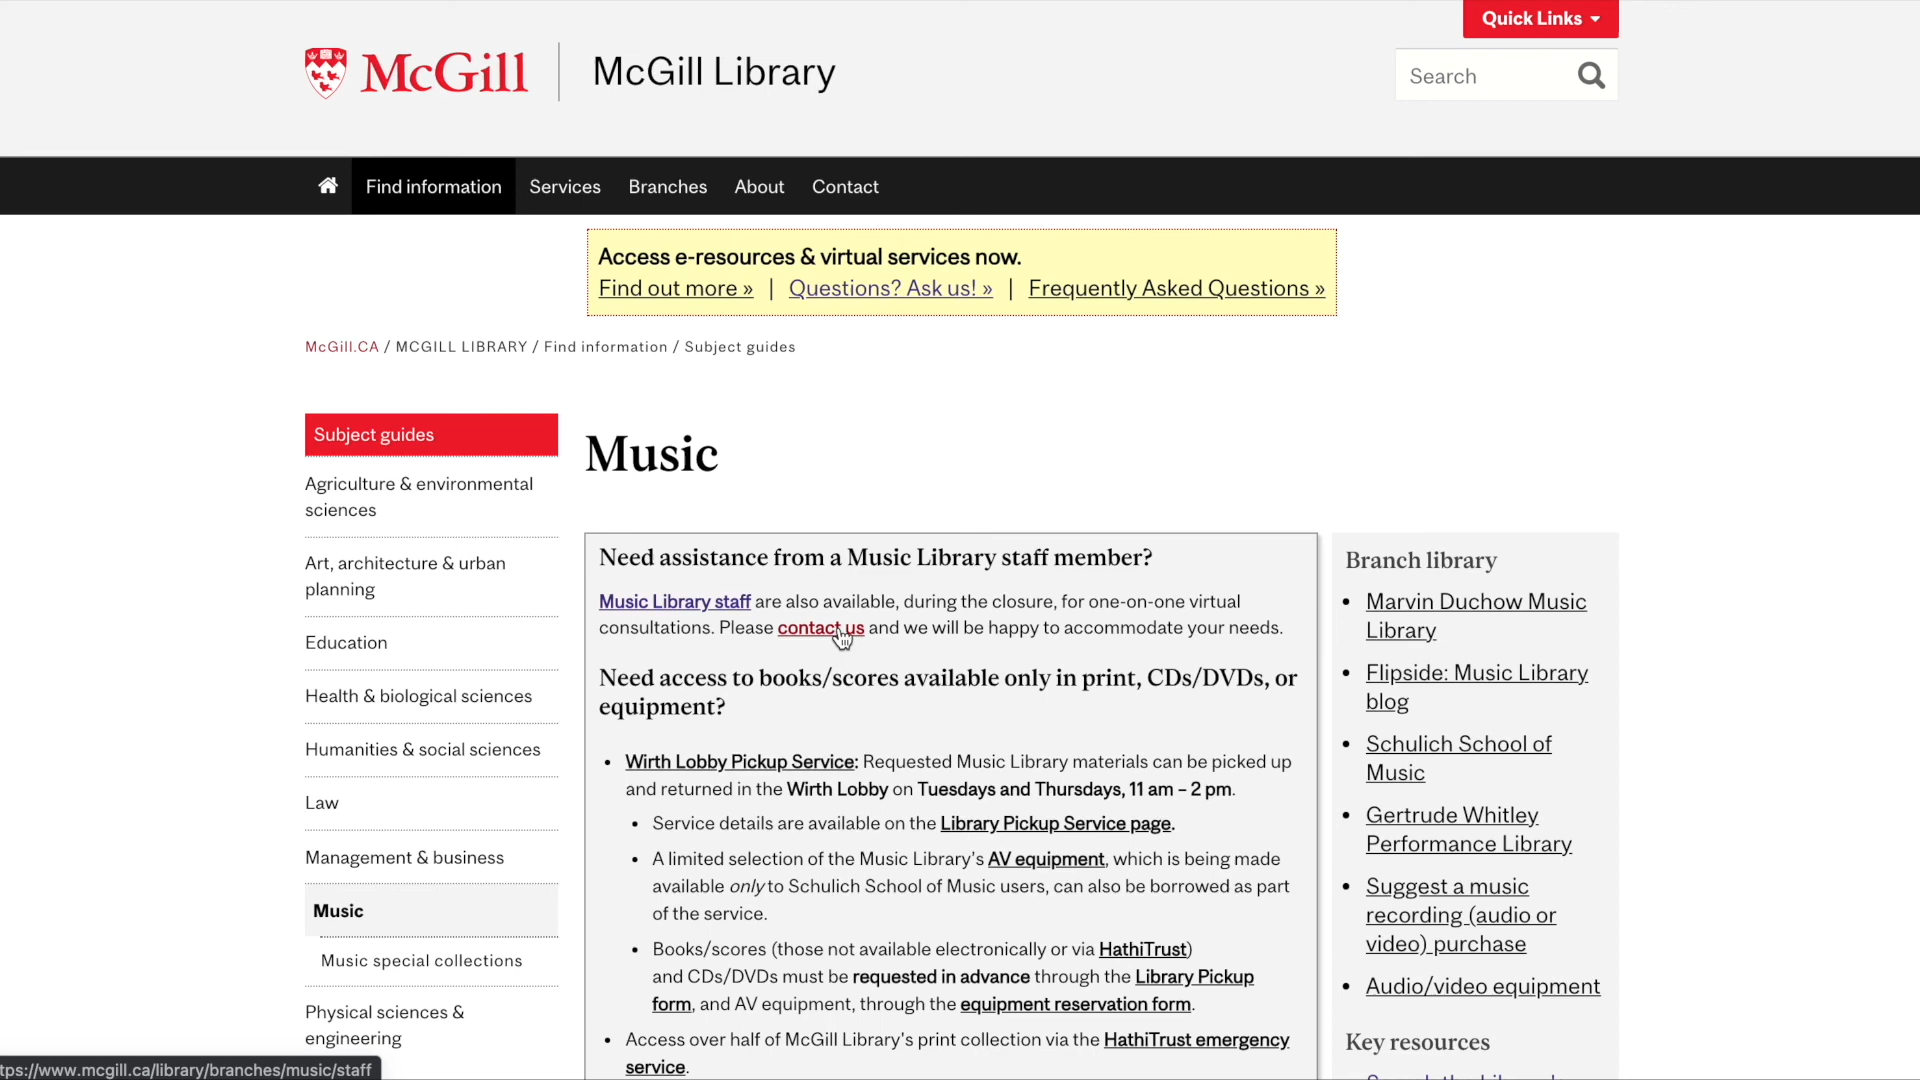 Quick Links
McGill
McGill Library
Search
Find information
Services
Branches
About
Contact
Access e-resources & virtual services now.
Find out more » | Questions? Ask us! » | Frequently Asked Questions »
McGill.CA / MCGILL LIBRARY / Find information / Subject guides
Subject guides
Agriculture & environmental
sciences
Art, architecture & urban
planning
Education
Health & biological sciences
Humanities & social sciences
Law
Management & business
Music
Music special collections
Physical sciences &
engineering
Music
Need assistance from a Music Library staff member?
Music Library staff are also available, during the closure, for one-on-one virtual
consultations. Please contact us and we will be happy to accommodate your needs.
Need access to books/scores available only in print, CDs/DVDs, or
equipment?
• Wirth Lobby Pickup Service: Requested Music Library materials can be picked up
and returned in the Wirth Lobby on Tuesdays and Thursdays, 11 am – 2 pm.
• Service details are available on the Library Pickup Service page.
• A limited selection of the Music Library's AV equipment, which is being made
available only to Schulich School of Music users, can also be borrowed as part
of the service.
• Books/scores (those not available electronically or via HathiTrust)
and CDs/DVDs must be requested in advance through the Library Pickup
form, and AV equipment, through the equipment reservation form.
• Access over half of McGill Library's print collection via the HathiTrust emergency
service.
Branch library
• Marvin Duchow Music
Library
• Flipside: Music Library
blog
• Schulich School of
Music
• Gertrude Whitley
Performance Library
• Suggest a music
recording (audio or
video) purchase
• Audio/video equipment
Key resources
tps://www.mcgill.ca/library/branches/music/staff